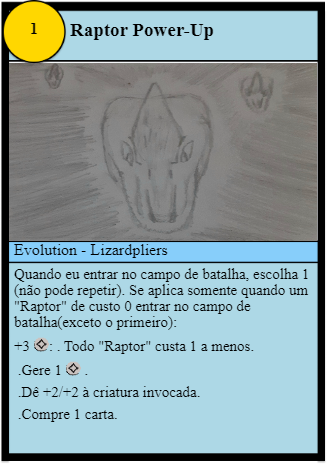 1
Raptor Power-Up
Evolution - Lizardpliers
Quando eu entrar no campo de batalha, escolha 1
(não pode repetir). Se aplica somente quando um
"Raptor" de custo 0 entrar no campo de
batalha(exceto o primeiro):
+3 : . Todo "Raptor" custa 1 a menos.
.Gere 1 .
.Dê +2/+2 à criatura invocada.
.Compre 1 carta.